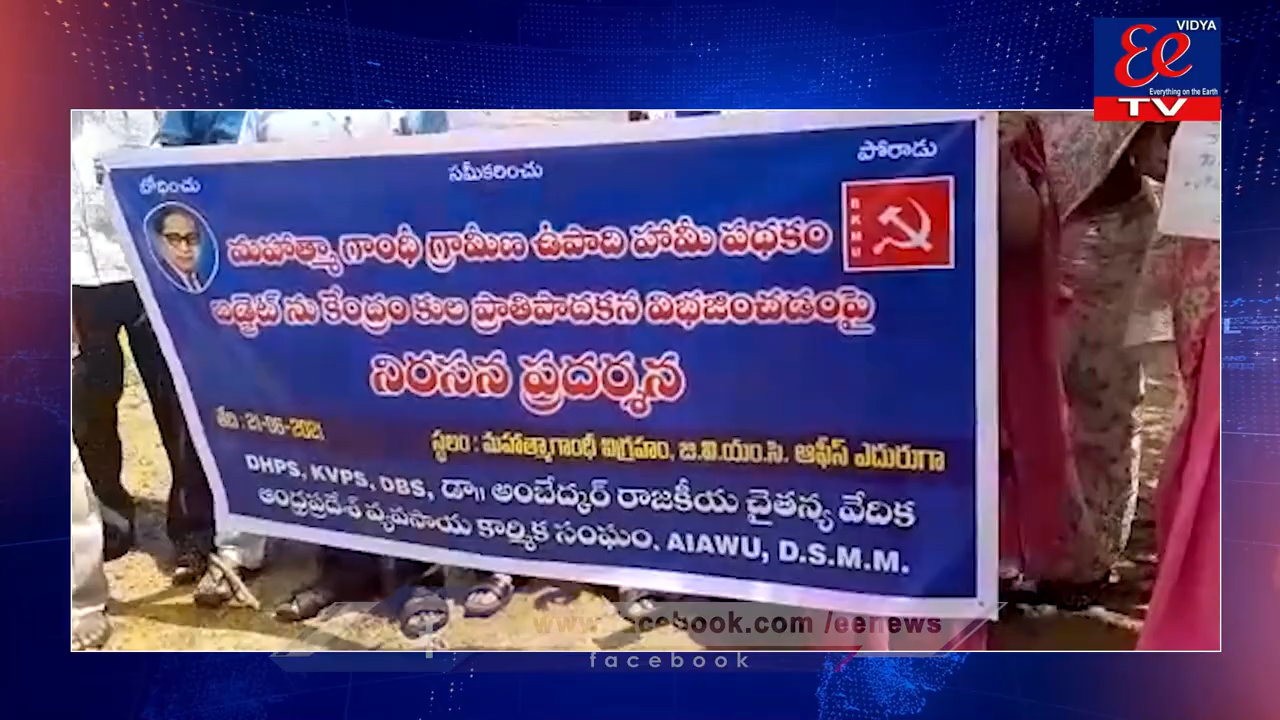 VIDYA
Ee
Everything on the Earth
TV
బోధించు
సమీకరించు
పోరాడు
BKMU
మహాత్మాగాంధీ గ్రామీణ ఉపాది హామీ పథకం
బడ్జెట్ ను కేంద్రం కుల ప్రాతిపాదకన విభజించడంపై
నిరసన ప్రదర్శన
తేది : 21-06-2021
స్థలం : మహాత్మాగాంధీ విగ్రహం, జి.వి.యం.సి. ఆఫీస్ ఎదురుగా
DHPS, KVPS, DBS, డా|| అంబేద్కర్ రాజకీయ చైతన్య వేదిక
ఆంధ్రప్రదేశ్ వ్యవసాయ కార్మిక సంఘం. AIAWU, D.S.M.M.
www.facebook.com /eenews
facebook